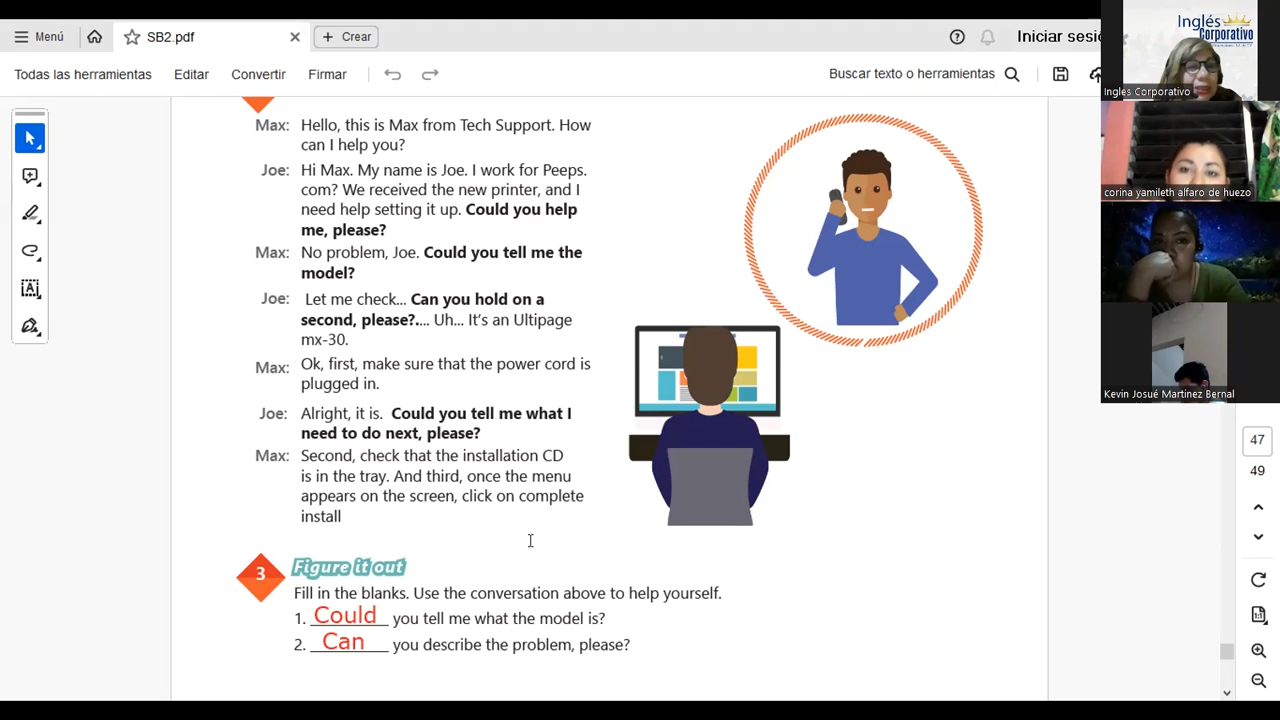 Menú
SB2.pdf
Crear
Iniciar sesi
Todas las herramientas
Editar
Convertir
Firmar
Buscar texto o herramientas
Max: Hello, this is Max from Tech Support. How
can I help you?
Joe: Hi Max. My name is Joe. I work for Peeps.
com? We received the new printer, and I
need help setting it up. Could you help
me, please?
Max: No problem, Joe. Could you tell me the
model?
Joe: Let me check... Can you hold on a
second, please?.... Uh... It's an Ultipage
mx-30.
Max: Ok, first, make sure that the power cord is
plugged in.
Joe: Alright, it is. Could you tell me what I
need to do next, please?
Max: Second, check that the installation CD
is in the tray. And third, once the menu
appears on the screen, click on complete
install
3 Figure it out
Fill in the blanks. Use the conversation above to help yourself.
1. Could you tell me what the model is?
2. Can you describe the problem, please?
Inglés
Corporativo
Ingles Corporativo
corina yamileth alfaro de huezo
Kevin Josué Martinez Bernal
47
49